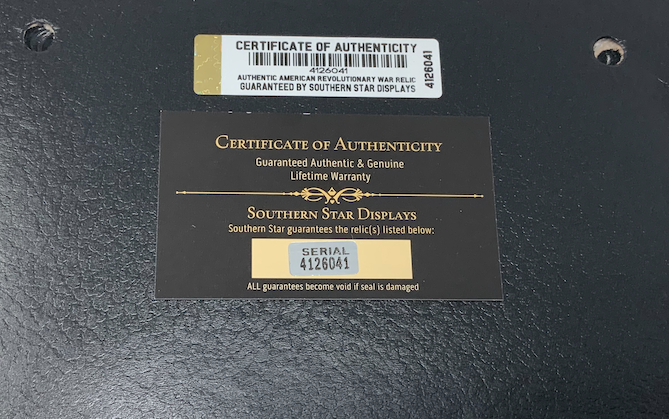 CERTIFICATE OF AUTHENTICITY
4126041
AUTHENTIC AMERICAN REVOLUTIONARY WAR RELIC
GUARANTEED BY SOUTHERN STAR DISPLAYS
4126041
CERTIFICATE OF AUTHENTICITY
Guaranteed Authentic & Genuine
Lifetime Warranty
SOUTHERN STAR DISPLAYS
Southern Star guarantees the relic(s) listed below:
SERIAL
4126041
ALL guarantees become void if seal is damaged